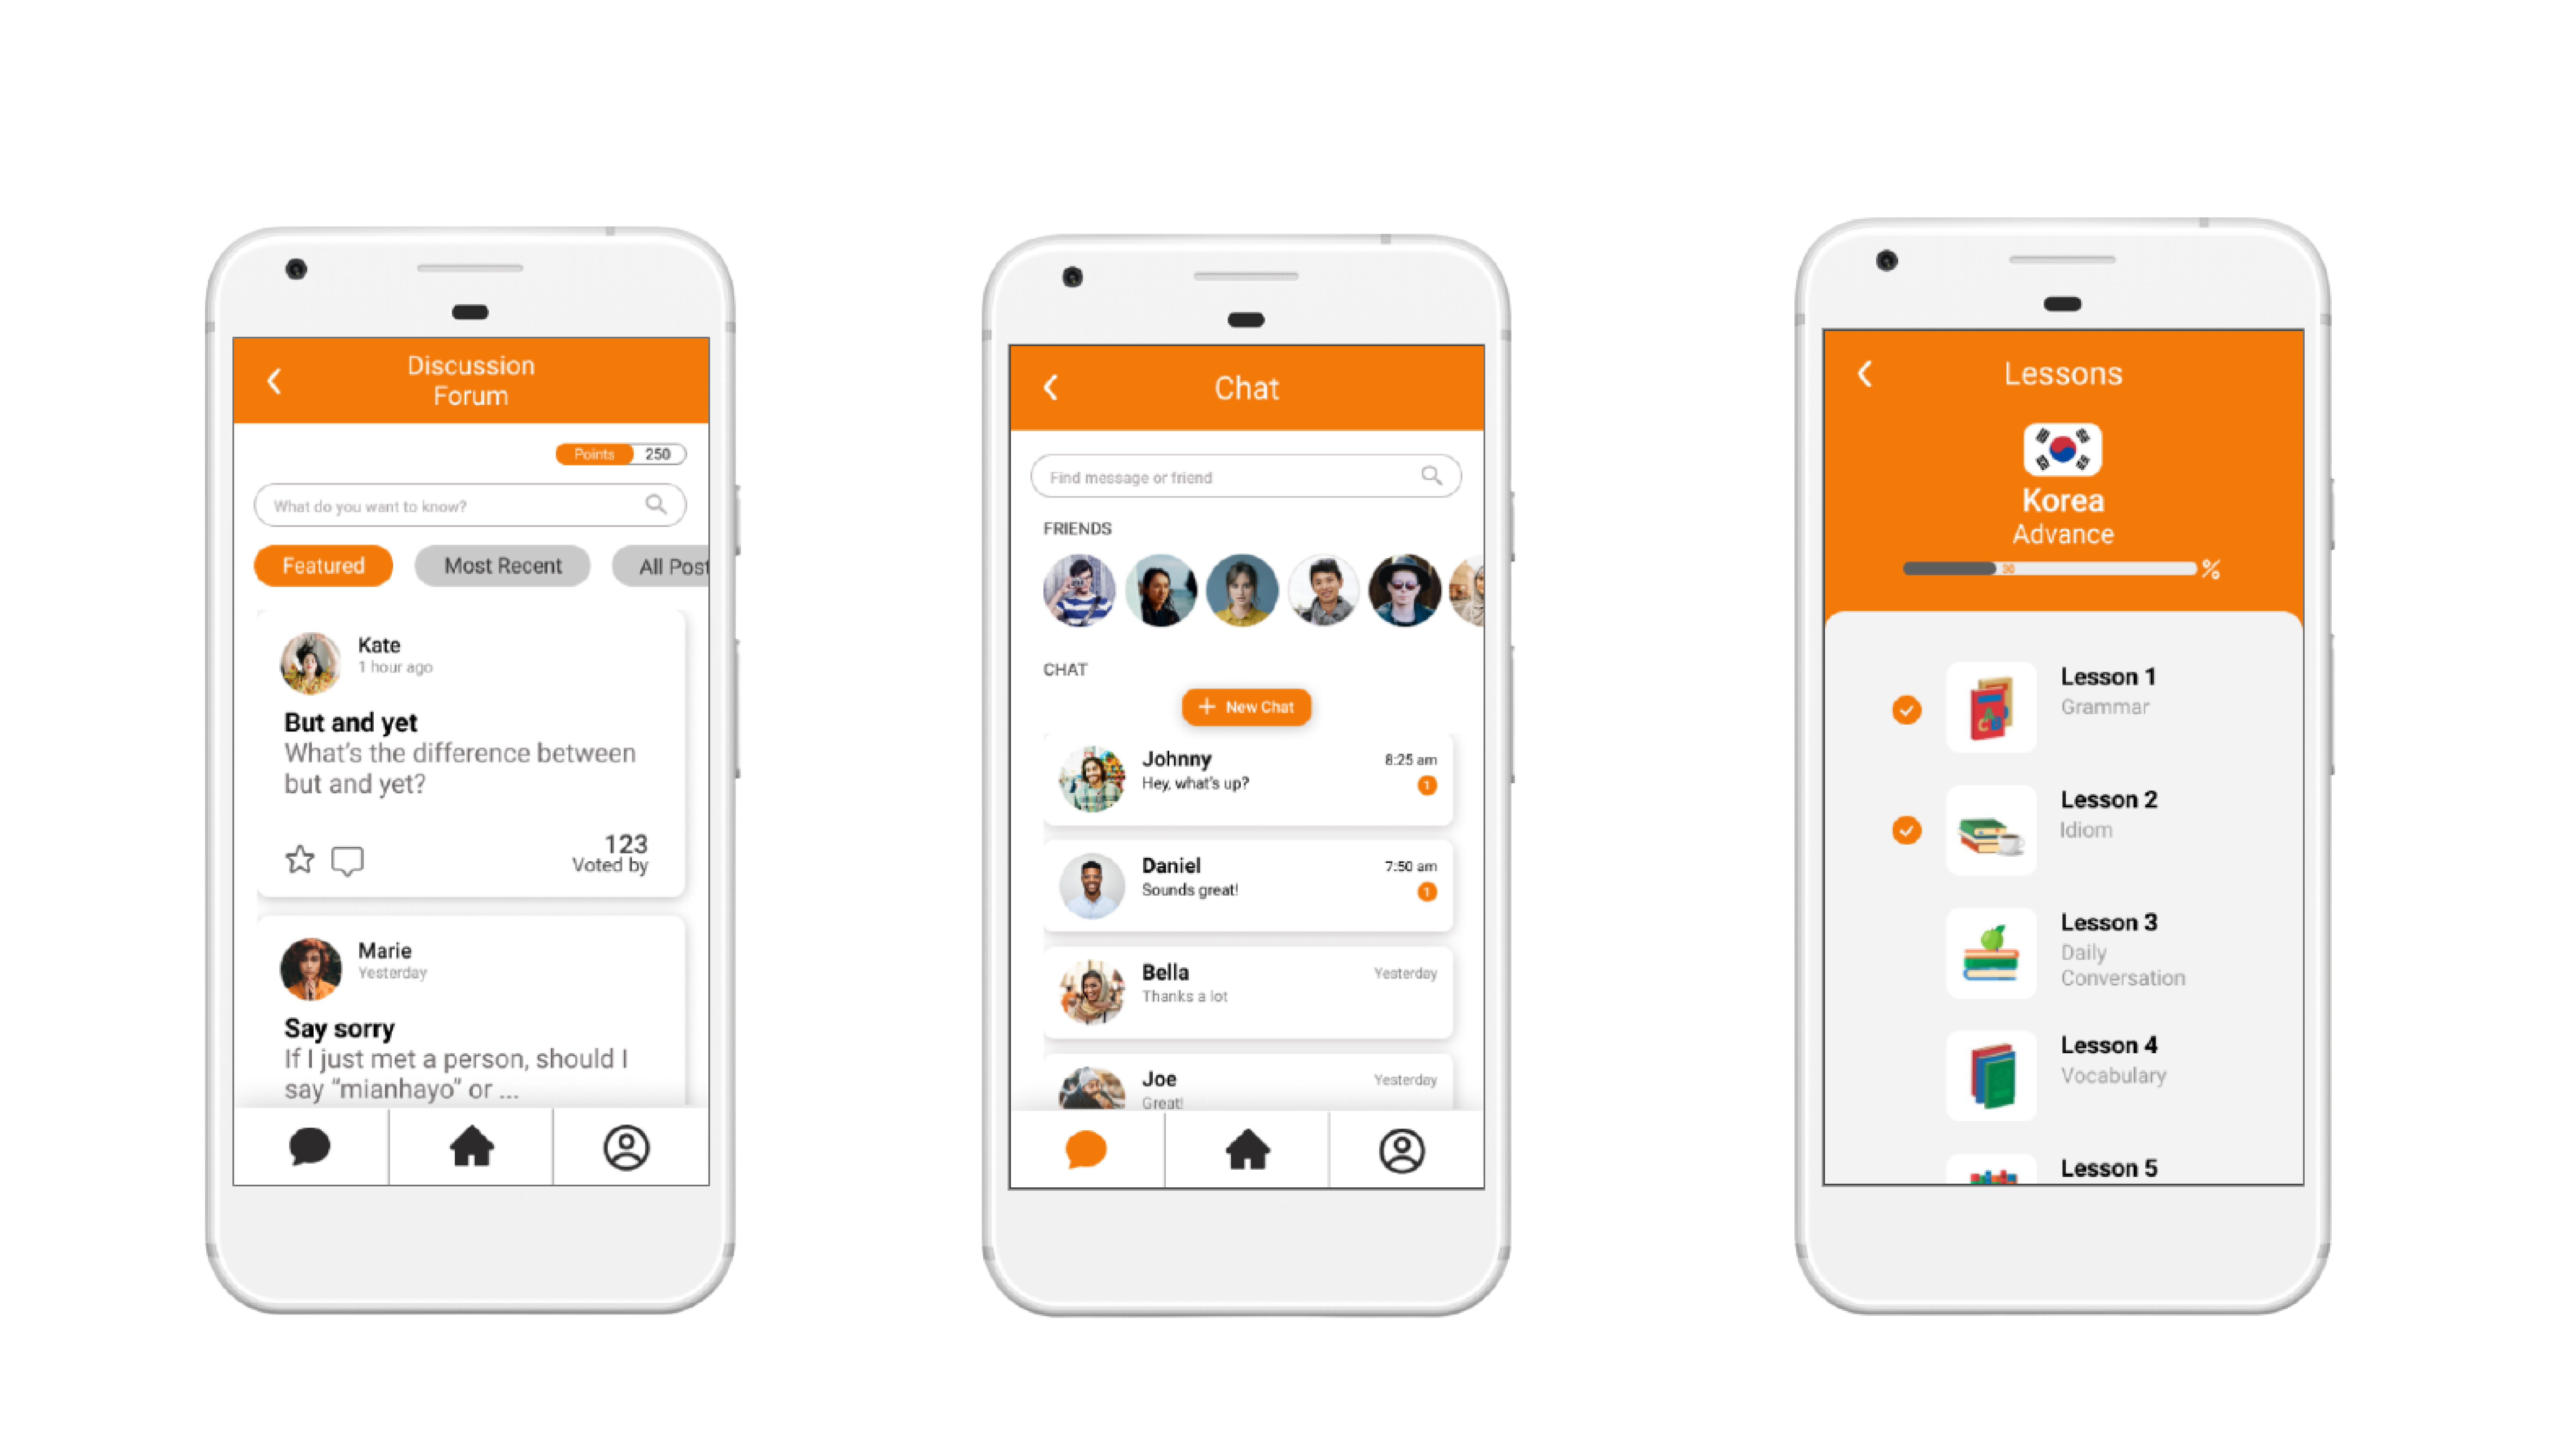 Discussion
Forum
Points 250
What do you want to know?
Featured Most Recent All Post
Kate
1 hour ago
But and yet
What's the difference between
but and yet?
123
Voted by
Marie
Yesterday
Say sorry
If I just met a person, should I
say “mianhayo” or ...
Chat
Find message or friend
FRIENDS
CHAT
+ New Chat
Johnny 8:25 am
Hey, what's up? 1
Daniel 7:50 am
Sounds great! 1
Bella Yesterday
Thanks a lot
Joe Yesterday
Great!
Lessons
Korea
Advance
30 %
Lesson 1
Grammar
Lesson 2
Idiom
Lesson 3
Daily
Conversation
Lesson 4
Vocabulary
Lesson 5